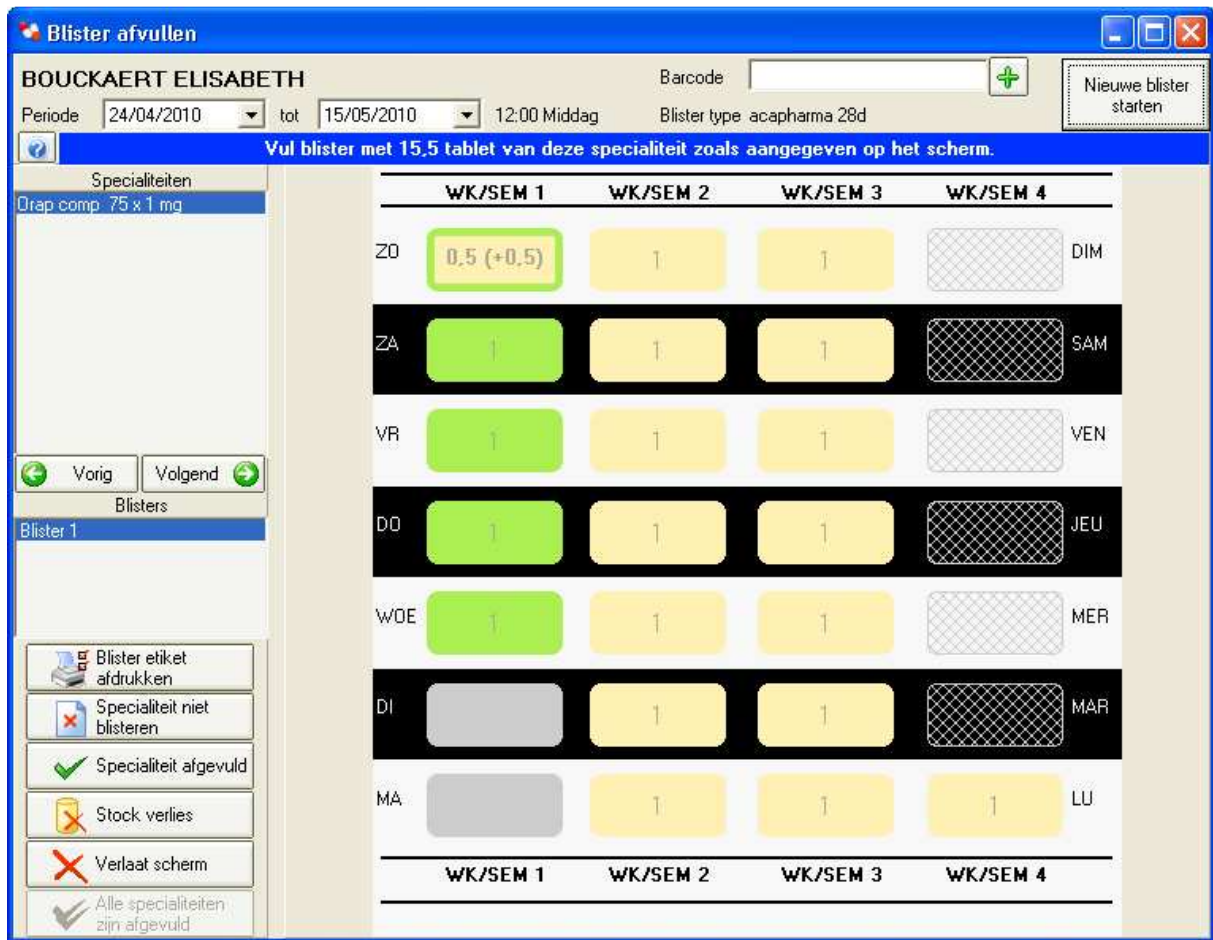 Blister afvullen
BOUCKAERT ELISABETH
Barcode
Nieuwe blister
starten
Periode 24/04/2010 tot 15/05/2010 12:00 Middag Blister type acapharma 28d
Vul blister met 15,5 tablet van deze specialiteit zoals aangegeven op het scherm.
Specialiteiten
Orap comp 75 x 1 mg
Vorig Volgend
Blisters
Blister 1
Blister etiket
afdrukken
Specialiteit niet
blisteren
Specialiteit afgevuld
Stock verlies
Verlaat scherm
Alle specialiteiten
zijn afgevuld
WK/SEM 1 WK/SEM 2 WK/SEM 3 WK/SEM 4
ZO 0,5 (+0,5) 1 1 DIM
ZA 1 1 1 SAM
VR 1 1 1 VEN
DO 1 1 1 JEU
WOE 1 1 1 MER
DI 1 1 MAR
MA 1 1 1 LU
WK/SEM 1 WK/SEM 2 WK/SEM 3 WK/SEM 4